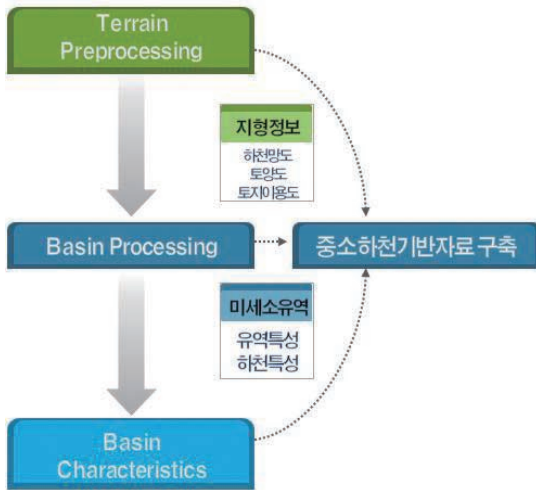 Terrain
Preprocessing
지형정보
하천망도
토양도
토지이용도
Basin Processing
중소하천기반자료 구축
미세소유역
유역특성
하천특성
Basin
Characteristics